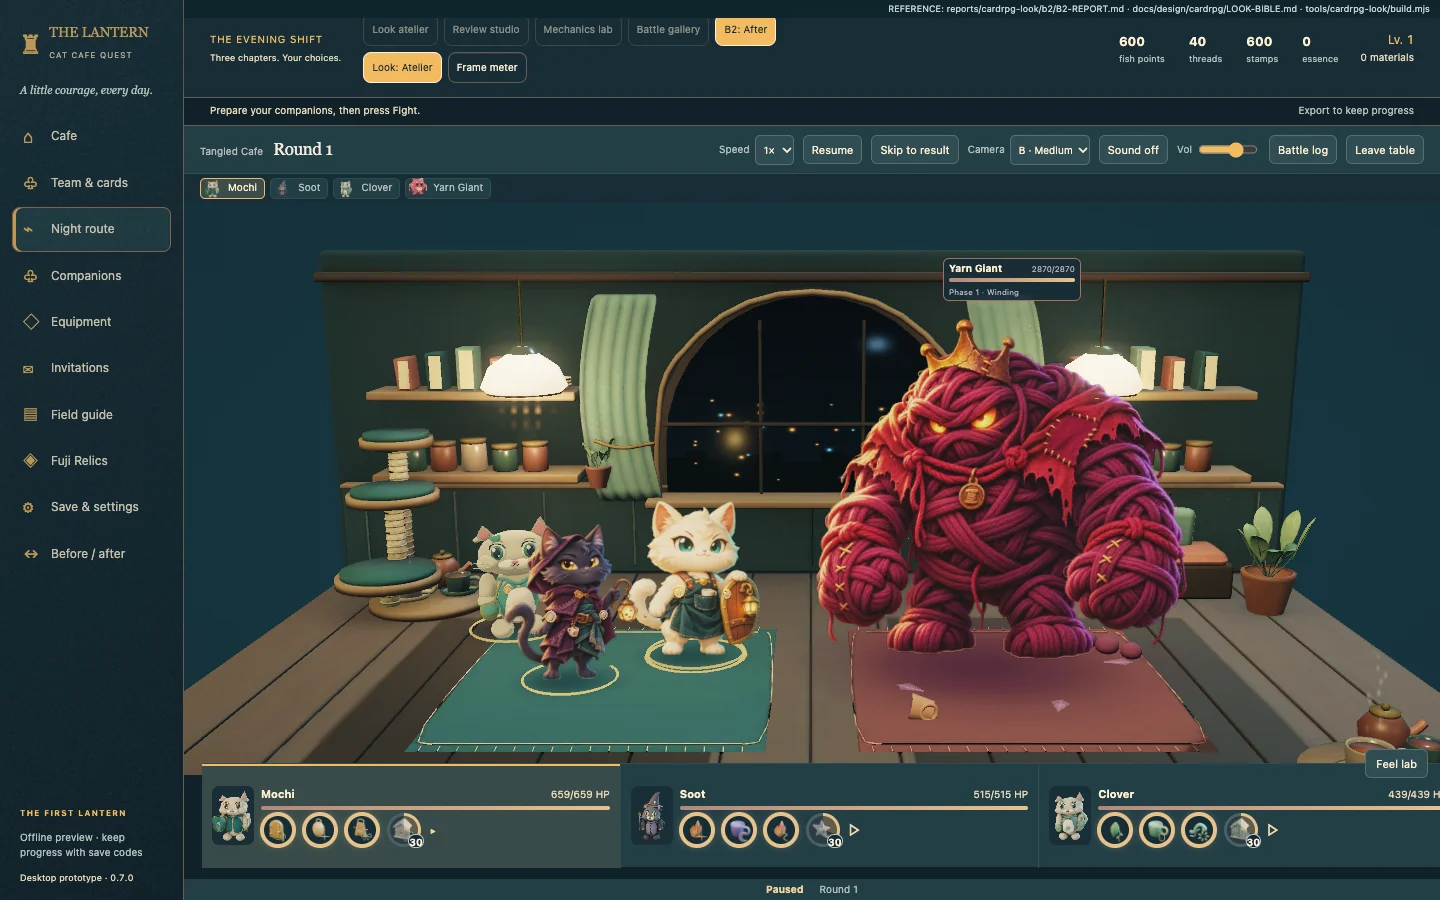 REFERENCE: reports/cardrpg-look/b2/B2-REPORT.md · docs/design/cardrpg/LOOK-BIBLE.md · tools/cardrpg-look/build.mjs
THE LANTERN
CAT CAFE QUEST
A little courage, every day.
Cafe
Team & cards
Night route
Companions
Equipment
Invitations
Field guide
Fuji Relics
Save & settings
Before / after
THE FIRST LANTERN
Offline preview · keep
progress with save codes
Desktop prototype · 0.7.0
THE EVENING SHIFT
Three chapters. Your choices.
Look atelier
Review studio
Mechanics lab
Battle gallery
B2: After
Look: Atelier
Frame meter
600
fish points
40
threads
600
stamps
0
essence
Lv. 1
0 materials
Prepare your companions, then press Fight.
Export to keep progress
Tangled Cafe Round 1
Speed
1x
Resume
Skip to result
Camera
B · Medium
Sound off
Vol
Battle log
Leave table
Mochi
Soot
Clover
Yarn Giant
Yarn Giant 2870/2870
Phase 1 · Winding
Feel lab
Mochi 659/659 HP
30
Soot 515/515 HP
30
Clover 439/439 H
30
Paused Round 1